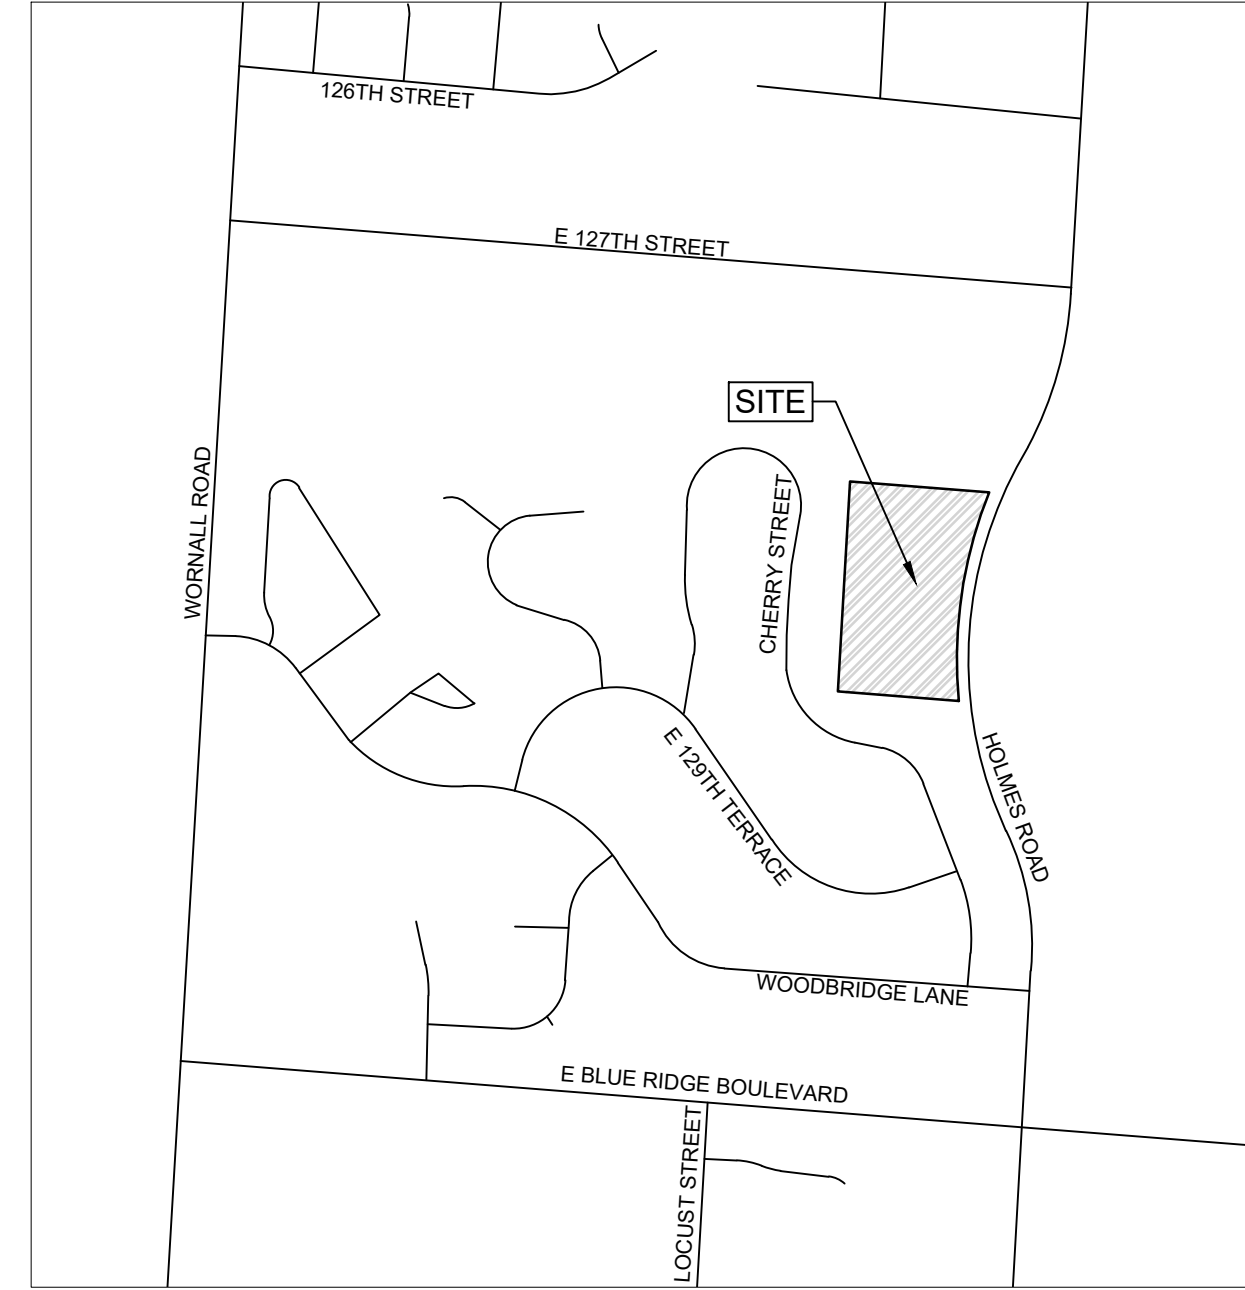 126TH STREET
E 127TH STREET
SITE
WORNALL ROAD
CHERRY STREET
E 129TH TERRACE
HOLMES ROAD
WOODBRIDGE LANE
E BLUE RIDGE BOULEVARD
LOCUST STREET